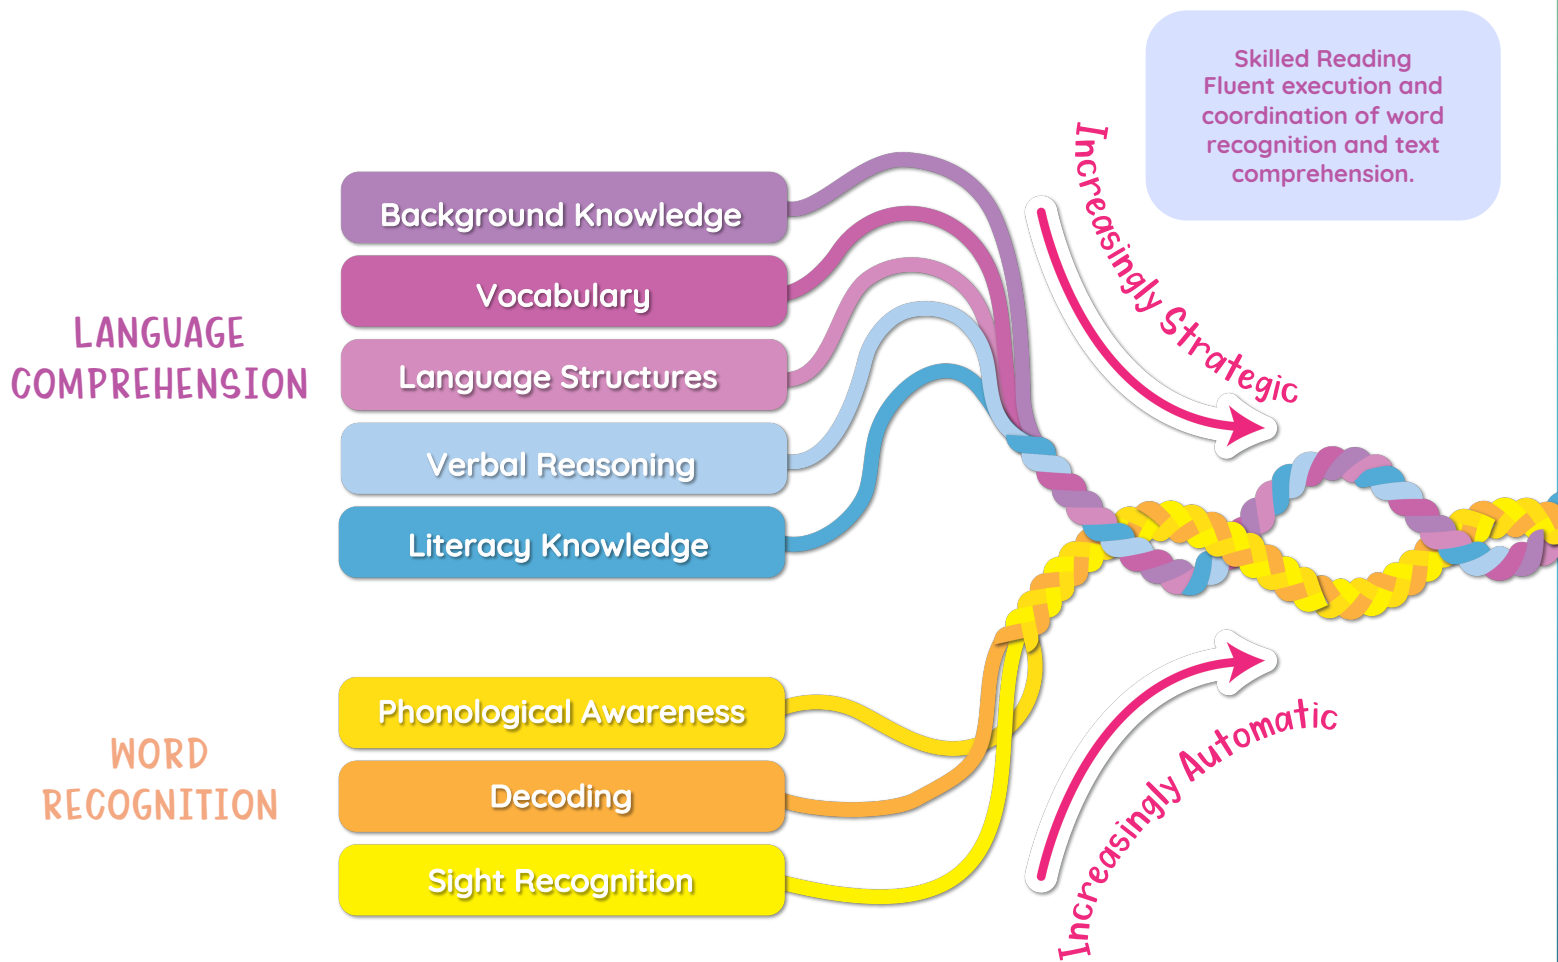 Skilled Reading
Fluent execution and
coordination of word
recognition and text
comprehension.
Increasingly Strategic
LANGUAGE
COMPREHENSION
Background Knowledge
Vocabulary
Language Structures
Verbal Reasoning
Literacy Knowledge
WORD
RECOGNITION
Phonological Awareness
Decoding
Sight Recognition
Increasingly Automatic